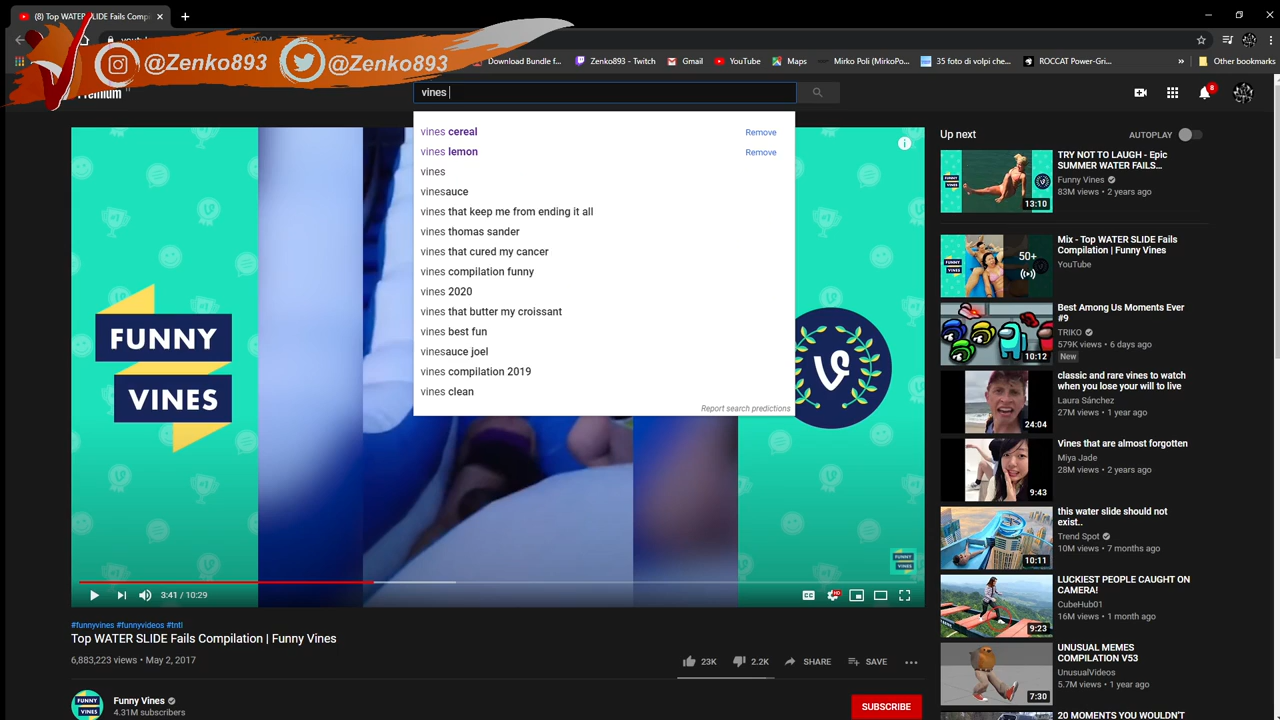 (8) Top WATER SLIDE Fails Compi
@Zenko893
@Zenko893
Download Bundle f...
Zenko893 - Twitch
Gmail
YouTube
Maps
Mirko Poli (MirkoPo...
35 foto di volpi che...
ROCCAT Power-Gri...
»
Other bookmarks
Premium
vines
8
vines cereal
Remove
vines lemon
Remove
vines
vinesauce
vines that keep me from ending it all
vines thomas sander
vines that cured my cancer
vines compilation funny
vines 2020
vines that butter my croissant
vines best fun
vinesauce joel
vines compilation 2019
vines clean
Report search predictions
FUNNY
VINES
FUNNY
VINES
3:41 / 10:29
CC
HD
#funnyvines #funnyvideos #tntl
Top WATER SLIDE Fails Compilation | Funny Vines
6,883,223 views • May 2, 2017
23K
2.2K
SHARE
SAVE
FUNNY
VINES
Funny Vines
4.31M subscribers
SUBSCRIBE
Up next
AUTOPLAY
FUNNY
VINES
13:10
TRY NOT TO LAUGH - Epic
SUMMER WATER FAILS...
Funny Vines
83M views • 2 years ago
FUNNY
VINES
50+
Mix - Top WATER SLIDE Fails
Compilation | Funny Vines
YouTube
10:12
Best Among Us Moments Ever
#9
TRIKO
579K views • 6 days ago
New
24:04
classic and rare vines to watch
when you lose your will to live
Laura Sánchez
27M views • 1 year ago
9:43
Vines that are almost forgotten
Miya Jade
28M views • 2 years ago
10:11
this water slide should not
exist..
Trend Spot
10M views • 7 months ago
9:23
LUCKIEST PEOPLE CAUGHT ON
CAMERA!
CubeHub01
16M views • 1 month ago
7:30
UNUSUAL MEMES
COMPILATION V53
UnusualVideos
5.7M views • 1 year ago
20 MOMENTS YOU WOULDN'T